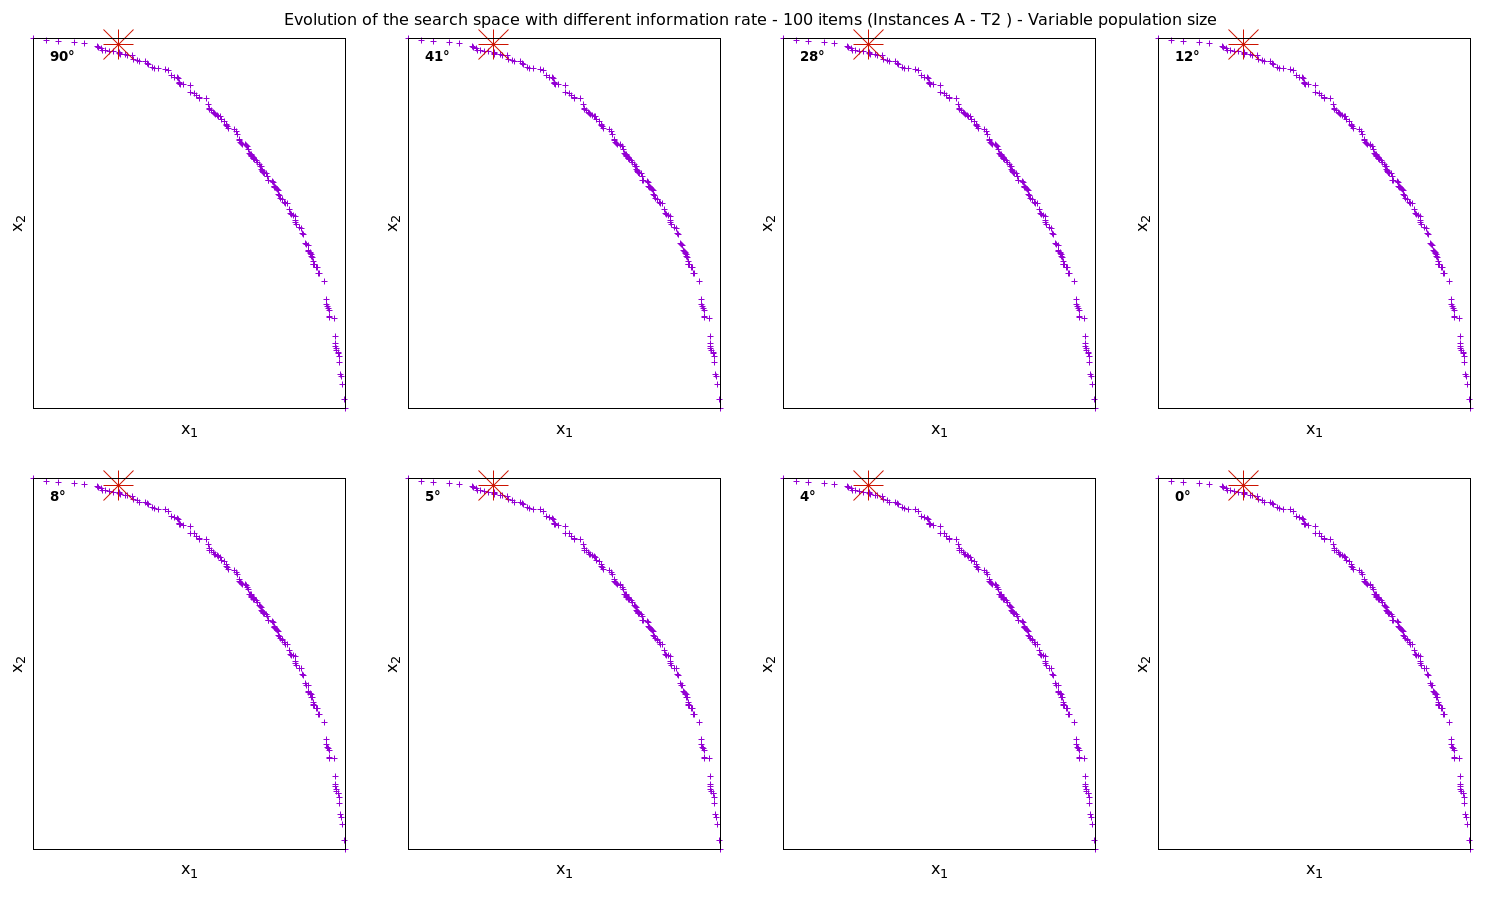 Evolution of the search space with different information rate - 100 items (Instances A - T2 ) - Variable population size
90°
41°
28°
12°
x2
x2
x2
x2
x1
x1
x1
x1
8°
5°
4°
0°
x2
x2
x2
x2
x1
x1
x1
x1